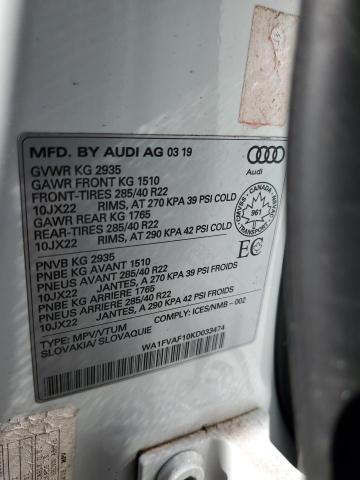 MFD. BY AUDI AG 03 19
GVWR KG 2935
GAWR FRONT KG 1510
FRONT-TIRES 285/40 R22
10JX22 RIMS, AT 270 KPA 39 PSI COLD
GAWR REAR KG 1765
REAR-TIRES 285/40 R22
10JX22 RIMS, AT 290 KPA 42 PSI COLD
PNVB KG 2935
PNBE KG AVANT 1510
PNEUS AVANT 285/40 R22
10JX22 JANTES, A 270 KPA 39 PSI FROIDS
PNBE KG ARRIERE 1765
PNEUS ARRIERE 285/40 R22
10JX22 JANTES, A 290 KPA 42 PSI FROIDS
TYPE: MPV/VTUM CONF.: ICES/NMB-002
SLOVAKIA/ SLOVAQUIE
WA1FVAF10KD033474
CMVSS - CANADA
961
NSVAC
EC